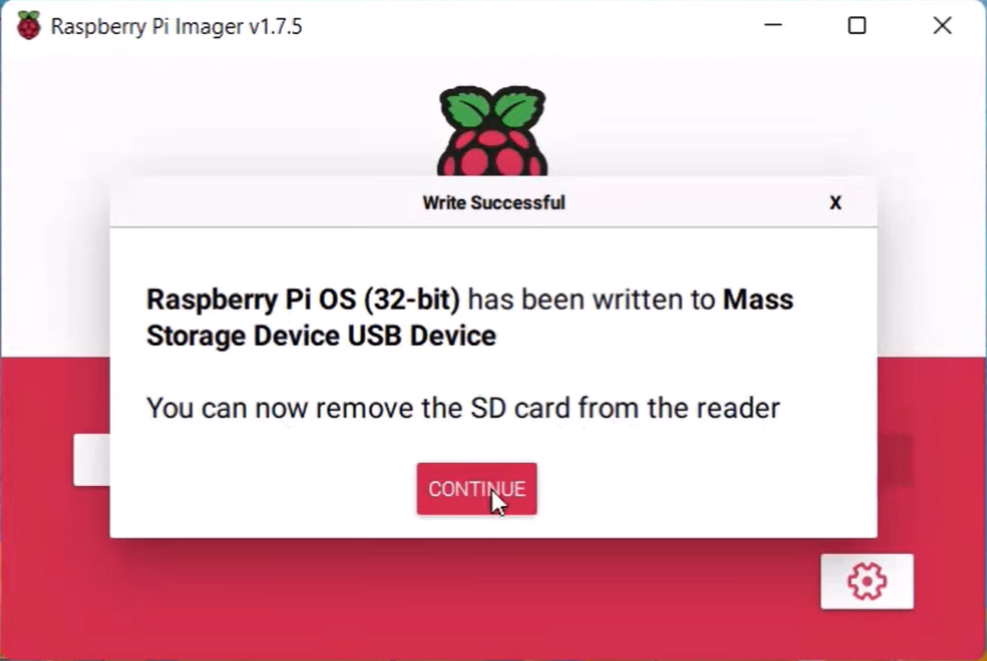 Raspberry Pi Imager v1.7.5
Write Successful
X
Raspberry Pi OS (32-bit) has been written to Mass
Storage Device USB Device
You can now remove the SD card from the reader
CONTINUE